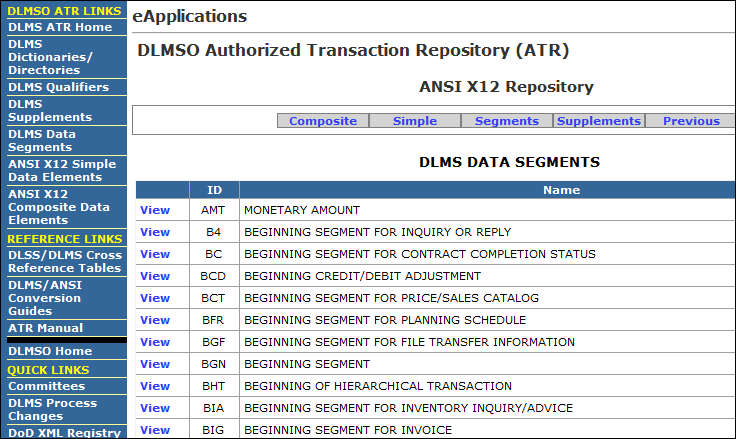 DLMSO ATR LINKS
DLMS ATR Home
DLMS
Dictionaries/
Directories
DLMS Qualifiers
DLMS
Supplements
DLMS Data
Segments
ANSI X12 Simple
Data Elements
ANSI X12
Composite Data
Elements
REFERENCE LINKS
DLSS/DLMS Cross
Reference Tables
DLMS/ANSI
Conversion
Guides
ATR Manual
DLMSO Home
QUICK LINKS
Committees
DLMS Process
Changes
DoD XML Registry
eApplications
DLMSO Authorized Transaction Repository (ATR)
ANSI X12 Repository
Composite Simple Segments Supplements Previous
DLMS DATA SEGMENTS
ID Name
View AMT MONETARY AMOUNT
View B4 BEGINNING SEGMENT FOR INQUIRY OR REPLY
View BC BEGINNING SEGMENT FOR CONTRACT COMPLETION STATUS
View BCD BEGINNING CREDIT/DEBIT ADJUSTMENT
View BCT BEGINNING SEGMENT FOR PRICE/SALES CATALOG
View BFR BEGINNING SEGMENT FOR PLANNING SCHEDULE
View BGF BEGINNING SEGMENT FOR FILE TRANSFER INFORMATION
View BGN BEGINNING SEGMENT
View BHT BEGINNING OF HIERARCHICAL TRANSACTION
View BIA BEGINNING SEGMENT FOR INVENTORY INQUIRY/ADVICE
View BIG BEGINNING SEGMENT FOR INVOICE